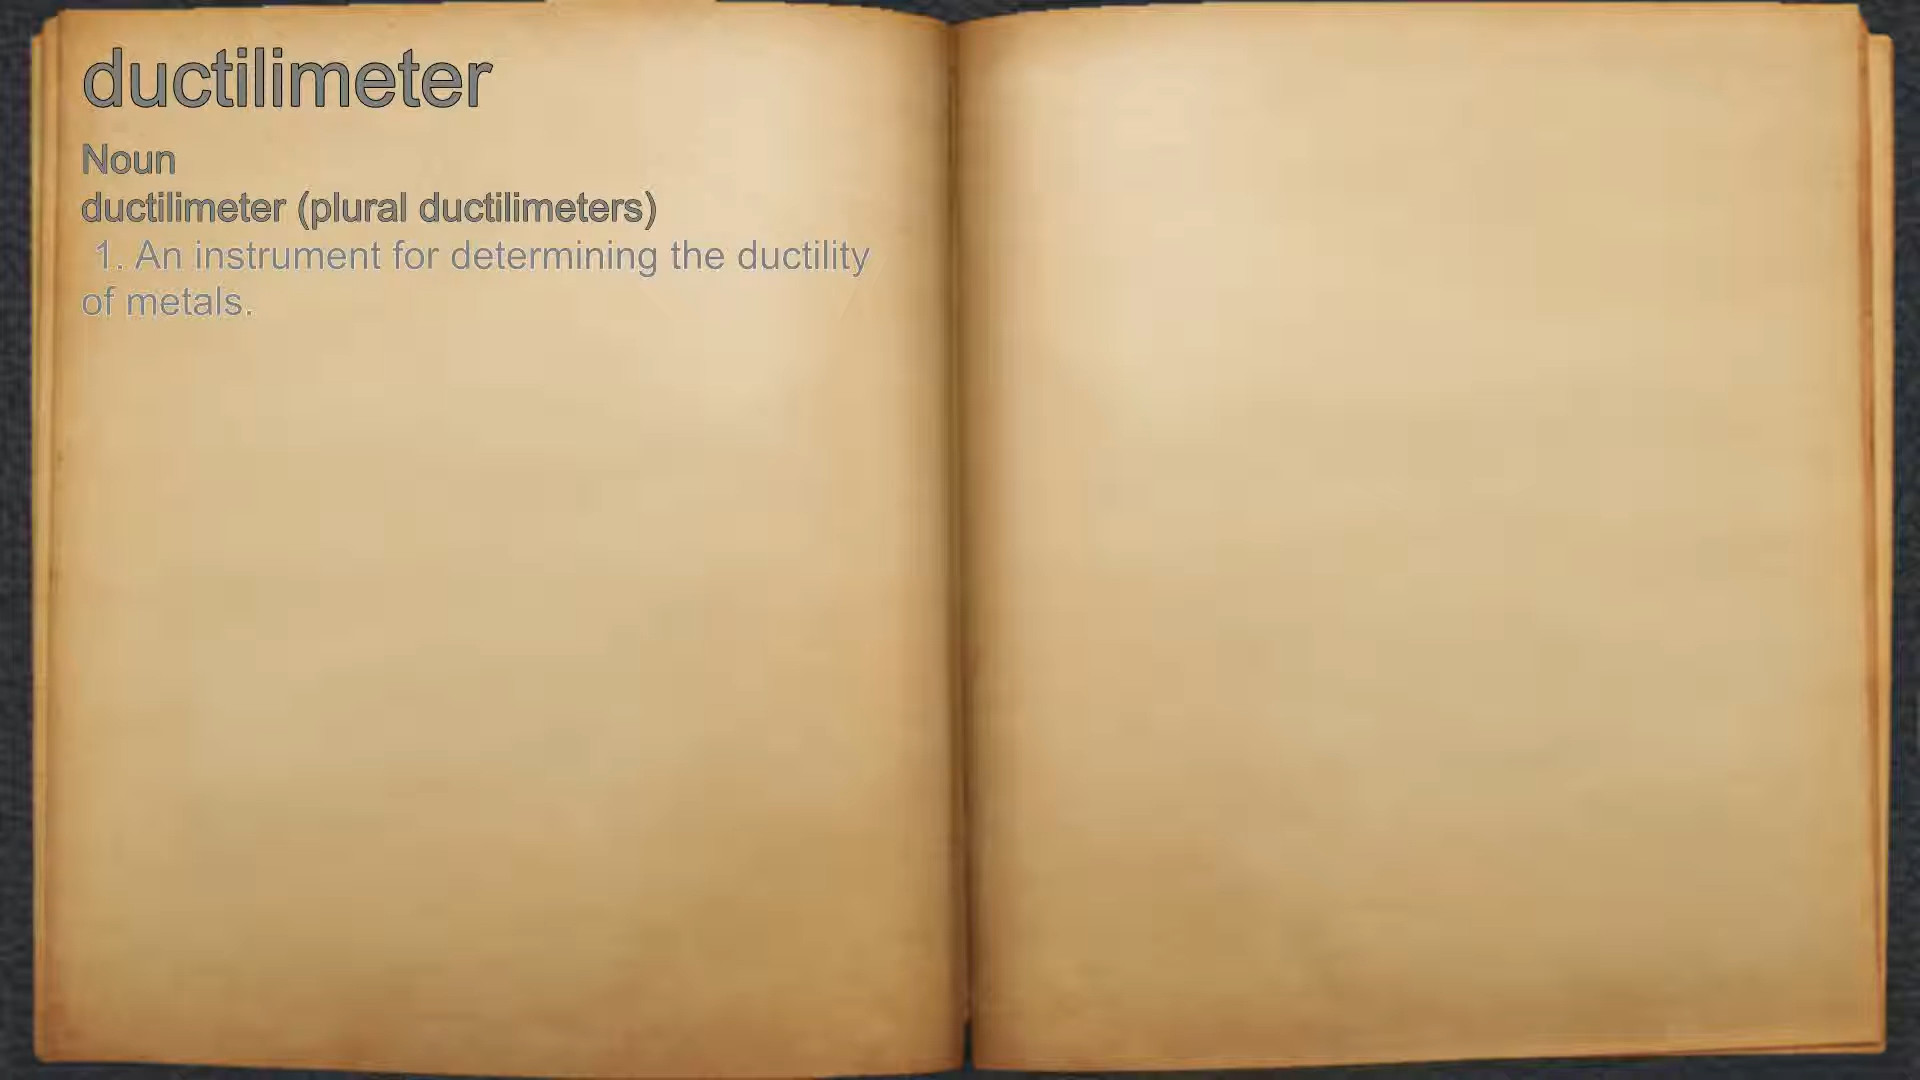 ductilimeter
Noun
ductilimeter (plural ductilimeters)
1. An instrument for determining the ductility
of metals.